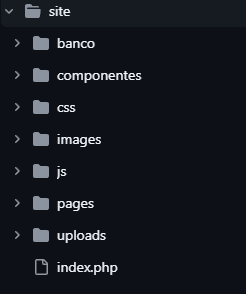 site
banco
componentes
css
images
js
pages
uploads
index.php